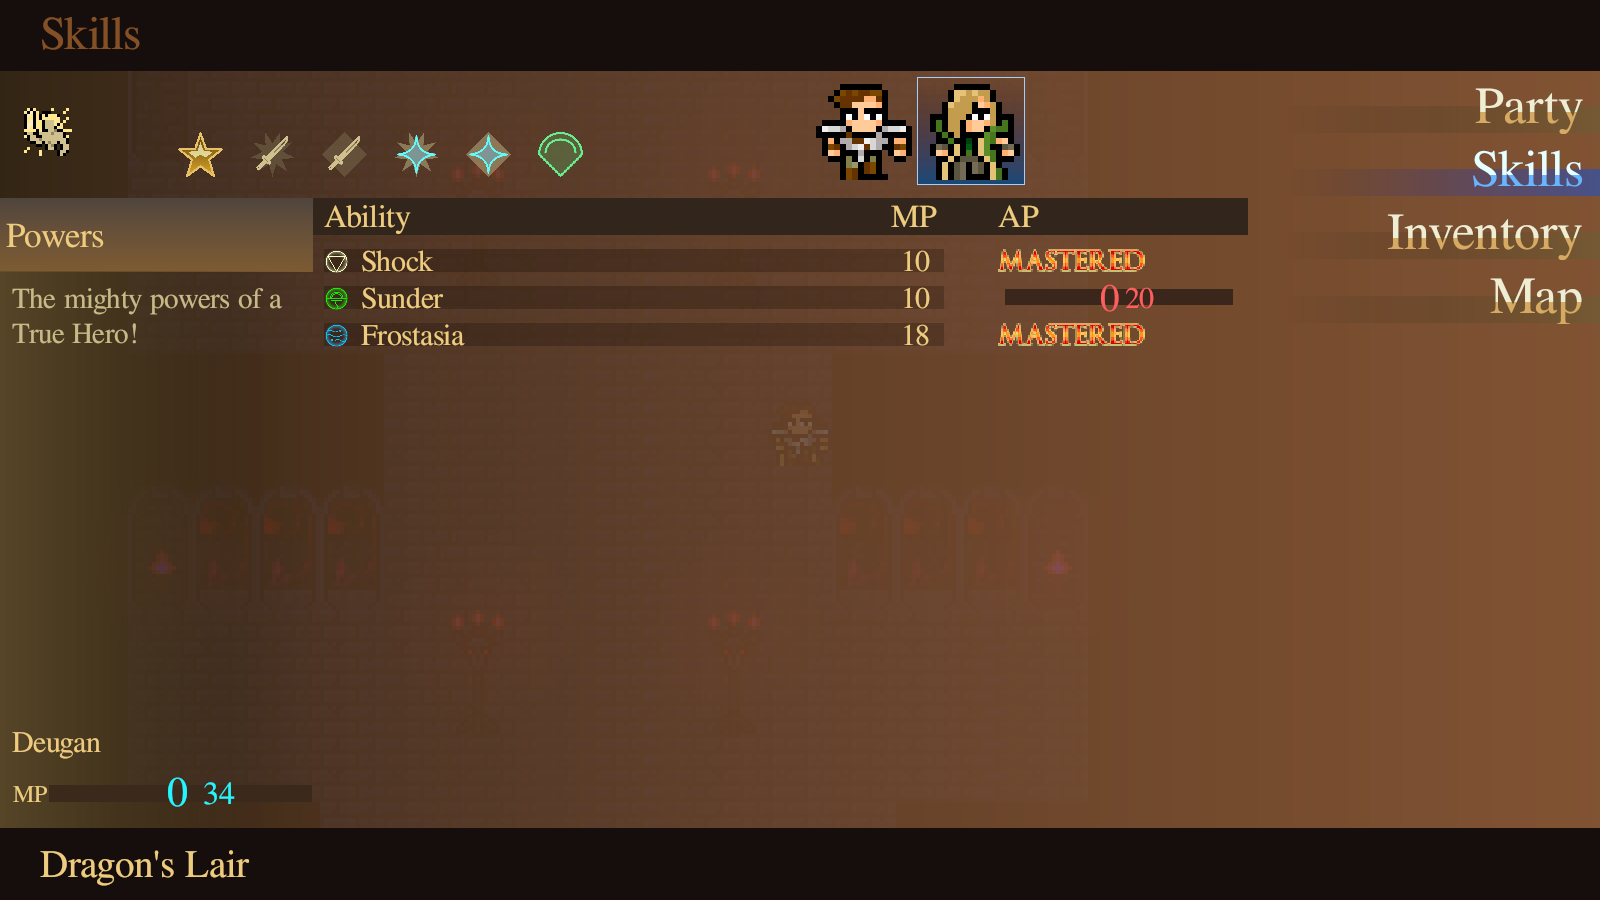 Skills
Party
Skills
Inventory
Map
Powers
The mighty powers of a
True Hero!
Ability MP AP
Shock 10 MASTERED
Sunder 10 0 20
Frostasia 18 MASTERED
Deugan
MP 0 34
Dragon's Lair